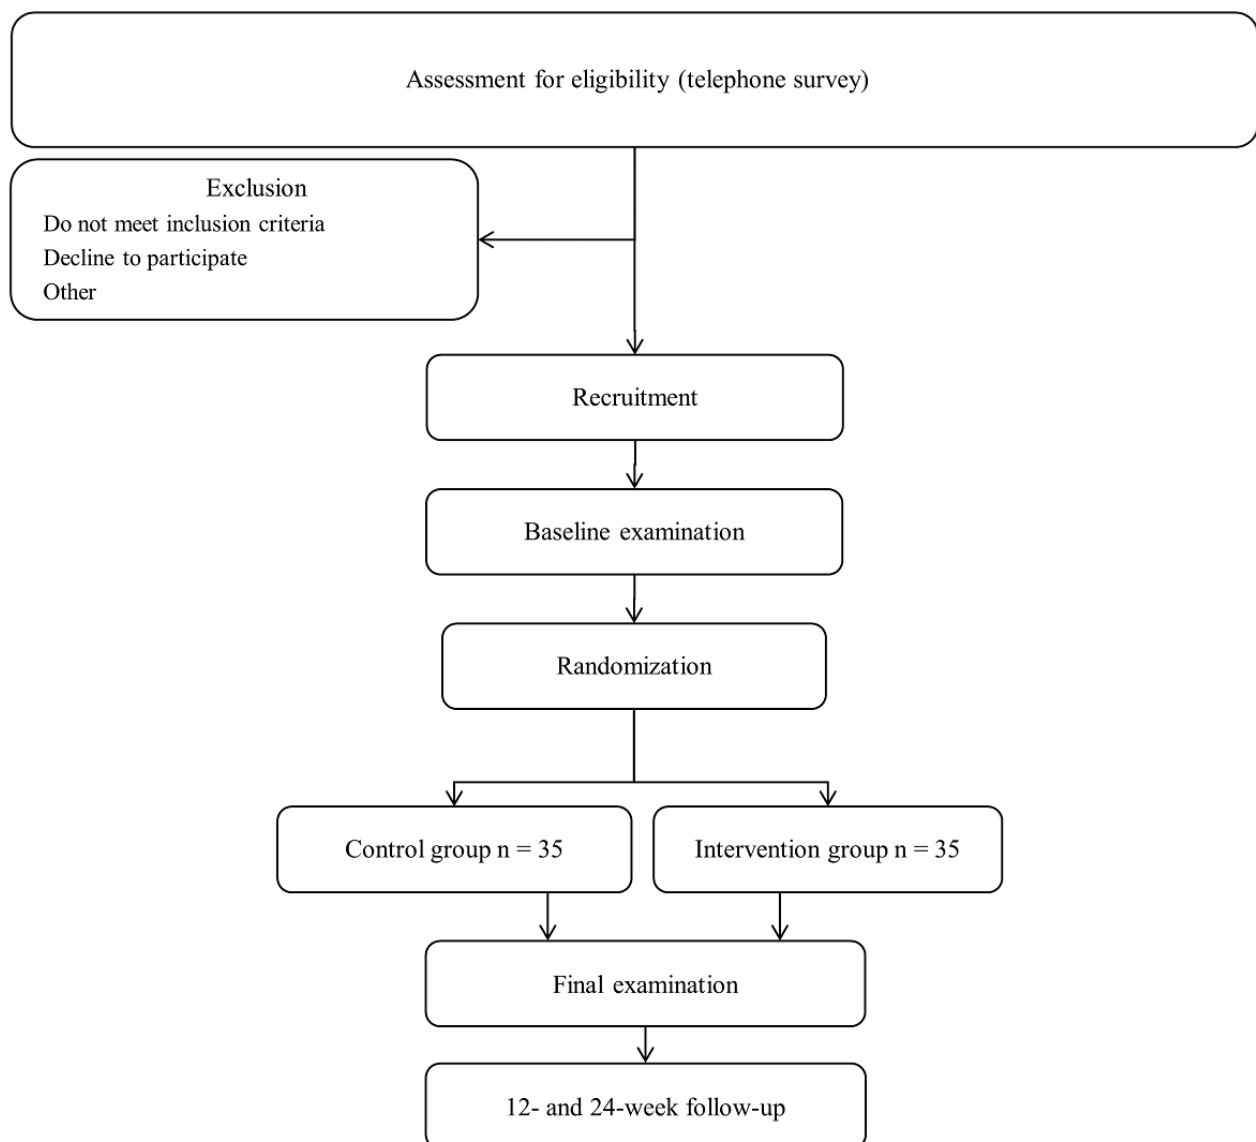 Assessment for eligibility (telephone survey)
Exclusion
Do not meet inclusion criteria
Decline to participate
Other
Recruitment
Baseline examination
Randomization
Control group n = 35
Intervention group n = 35
Final examination
12- and 24-week follow-up